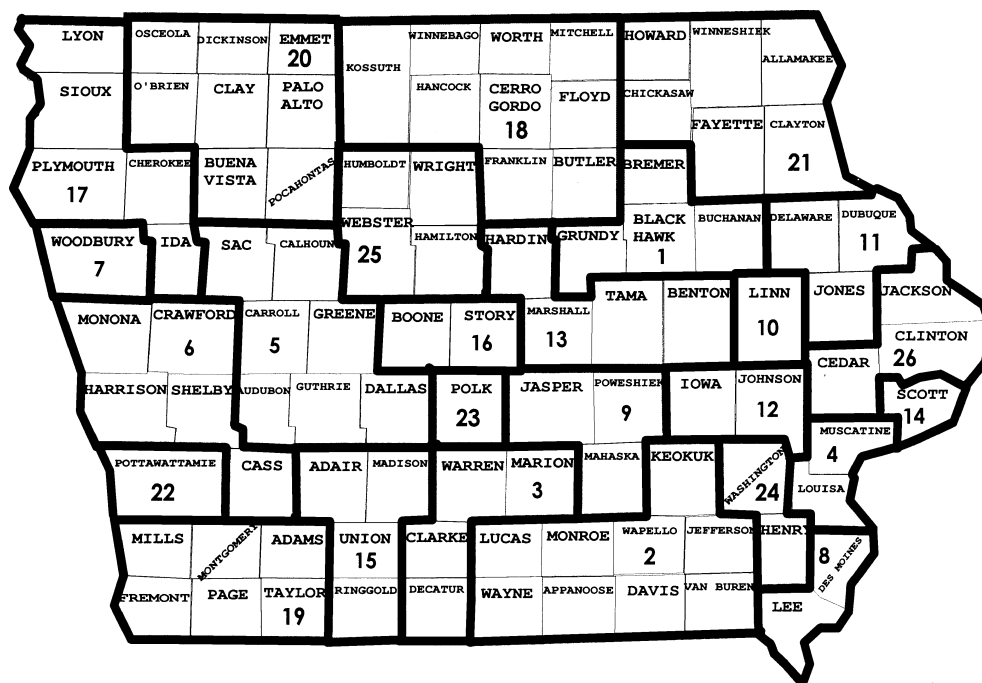 LYON
OSCEOLA
DICKINSON
EMMET
20
KOSSUTH
WINNEBAGO
WORTH
MITCHELL
HOWARD
WINNESHIEK
ALLAMAKEE
SIOUX
O'BRIEN
CLAY
PALO
ALTO
HANCOCK
CERRO
GORDO
18
FLOYD
CHICKASAW
FAYETTE
CLAYTON
21
PLYMOUTH
17
CHEROKEE
BUENA
VISTA
POCAHONTAS
HUMBOLDT
WRIGHT
FRANKLIN
BUTLER
BREMER
WOODBURY
7
IDA
SAC
CALHOUN
WEBSTER
25
HAMILTON
HARDIN
GRUNDY
BLACK
HAWK
1
BUCHANAN
DELAWARE
DUBUQUE
11
MONONA
CRAWFORD
6
CARROLL
5
GREENE
BOONE
STORY
16
MARSHALL
13
TAMA
BENTON
LINN
10
JONES
JACKSON
CLINTON
26
CEDAR
HARRISON
SHELBY
AUDUBON
GUTHRIE
DALLAS
POLK
23
JASPER
POWESHIEK
9
IOWA
JOHNSON
12
SCOTT
14
MUSCATINE
4
POTTAWATTAMIE
22
CASS
ADAIR
MADISON
WARREN
MARION
3
MAHASKA
KEOKUK
WASHINGTON
24
LOUISA
MILLS
MONTGOMERY
ADAMS
UNION
15
CLARKE
LUCAS
MONROE
WAPELLO
2
JEFFERSON
HENRY
8
DES MOINES
FREMONT
PAGE
TAYLOR
19
RINGGOLD
DECATUR
WAYNE
APPANOOSE
DAVIS
VAN BUREN
LEE